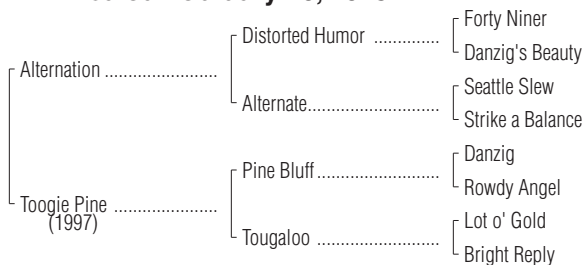 Forty Niner
Distorted Humor
Danzig's Beauty
Alternation
Seattle Slew
Alternate
Strike a Balance
Danzig
Pine Bluff
Rowdy Angel
Toogie Pine
(1997)
Lot o' Gold
Tougaloo
Bright Reply